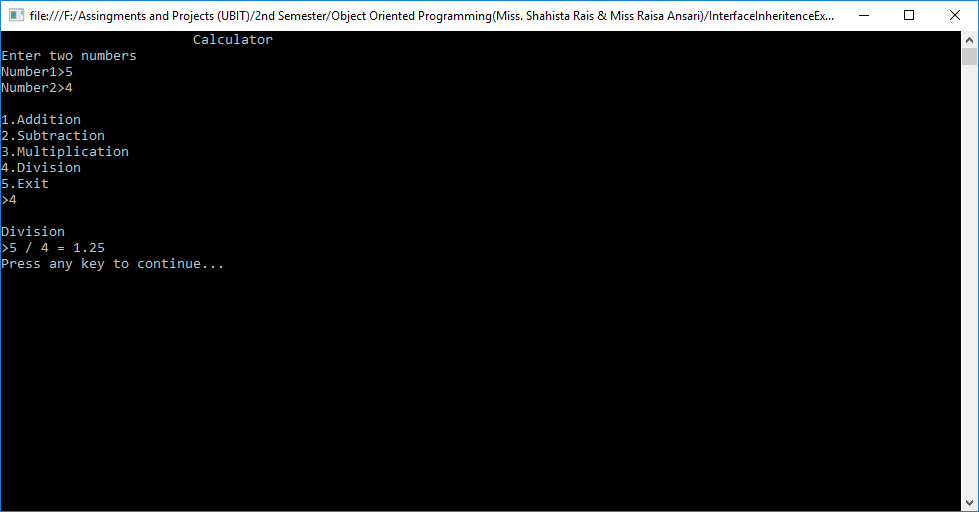 file:///F:/Assingments and Projects (UBIT)/2nd Semester/Object Oriented Programming(Miss. Shahista Rais & Miss Raisa Ansari)/InterfaceInheritenceEx...
Calculator
Enter two numbers
Number1>5
Number2>4
1.Addition
2.Subtraction
3.Multiplication
4.Division
5.Exit
>4
Division
>5 / 4 = 1.25
Press any key to continue...